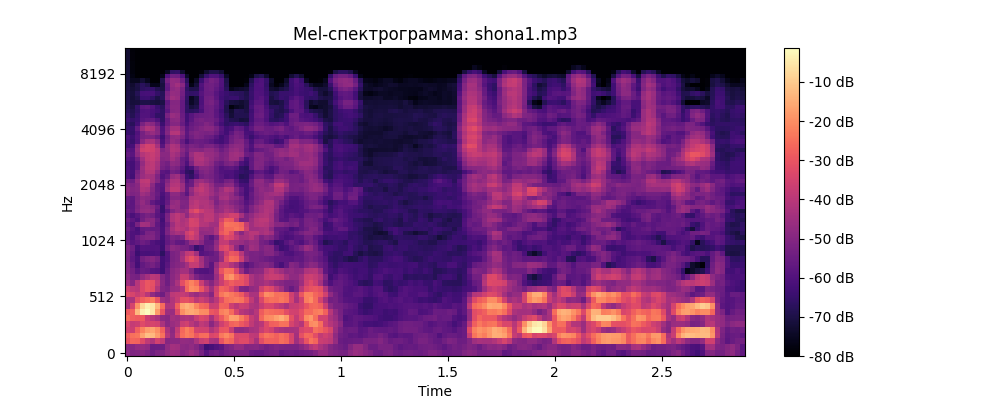 Mel-спектрограмма: shona1.mp3
8192
4096
2048
1024
512
0
Hz
0 0.5 1 1.5 2 2.5
Time
-10 dB
-20 dB
-30 dB
-40 dB
-50 dB
-60 dB
-70 dB
-80 dB